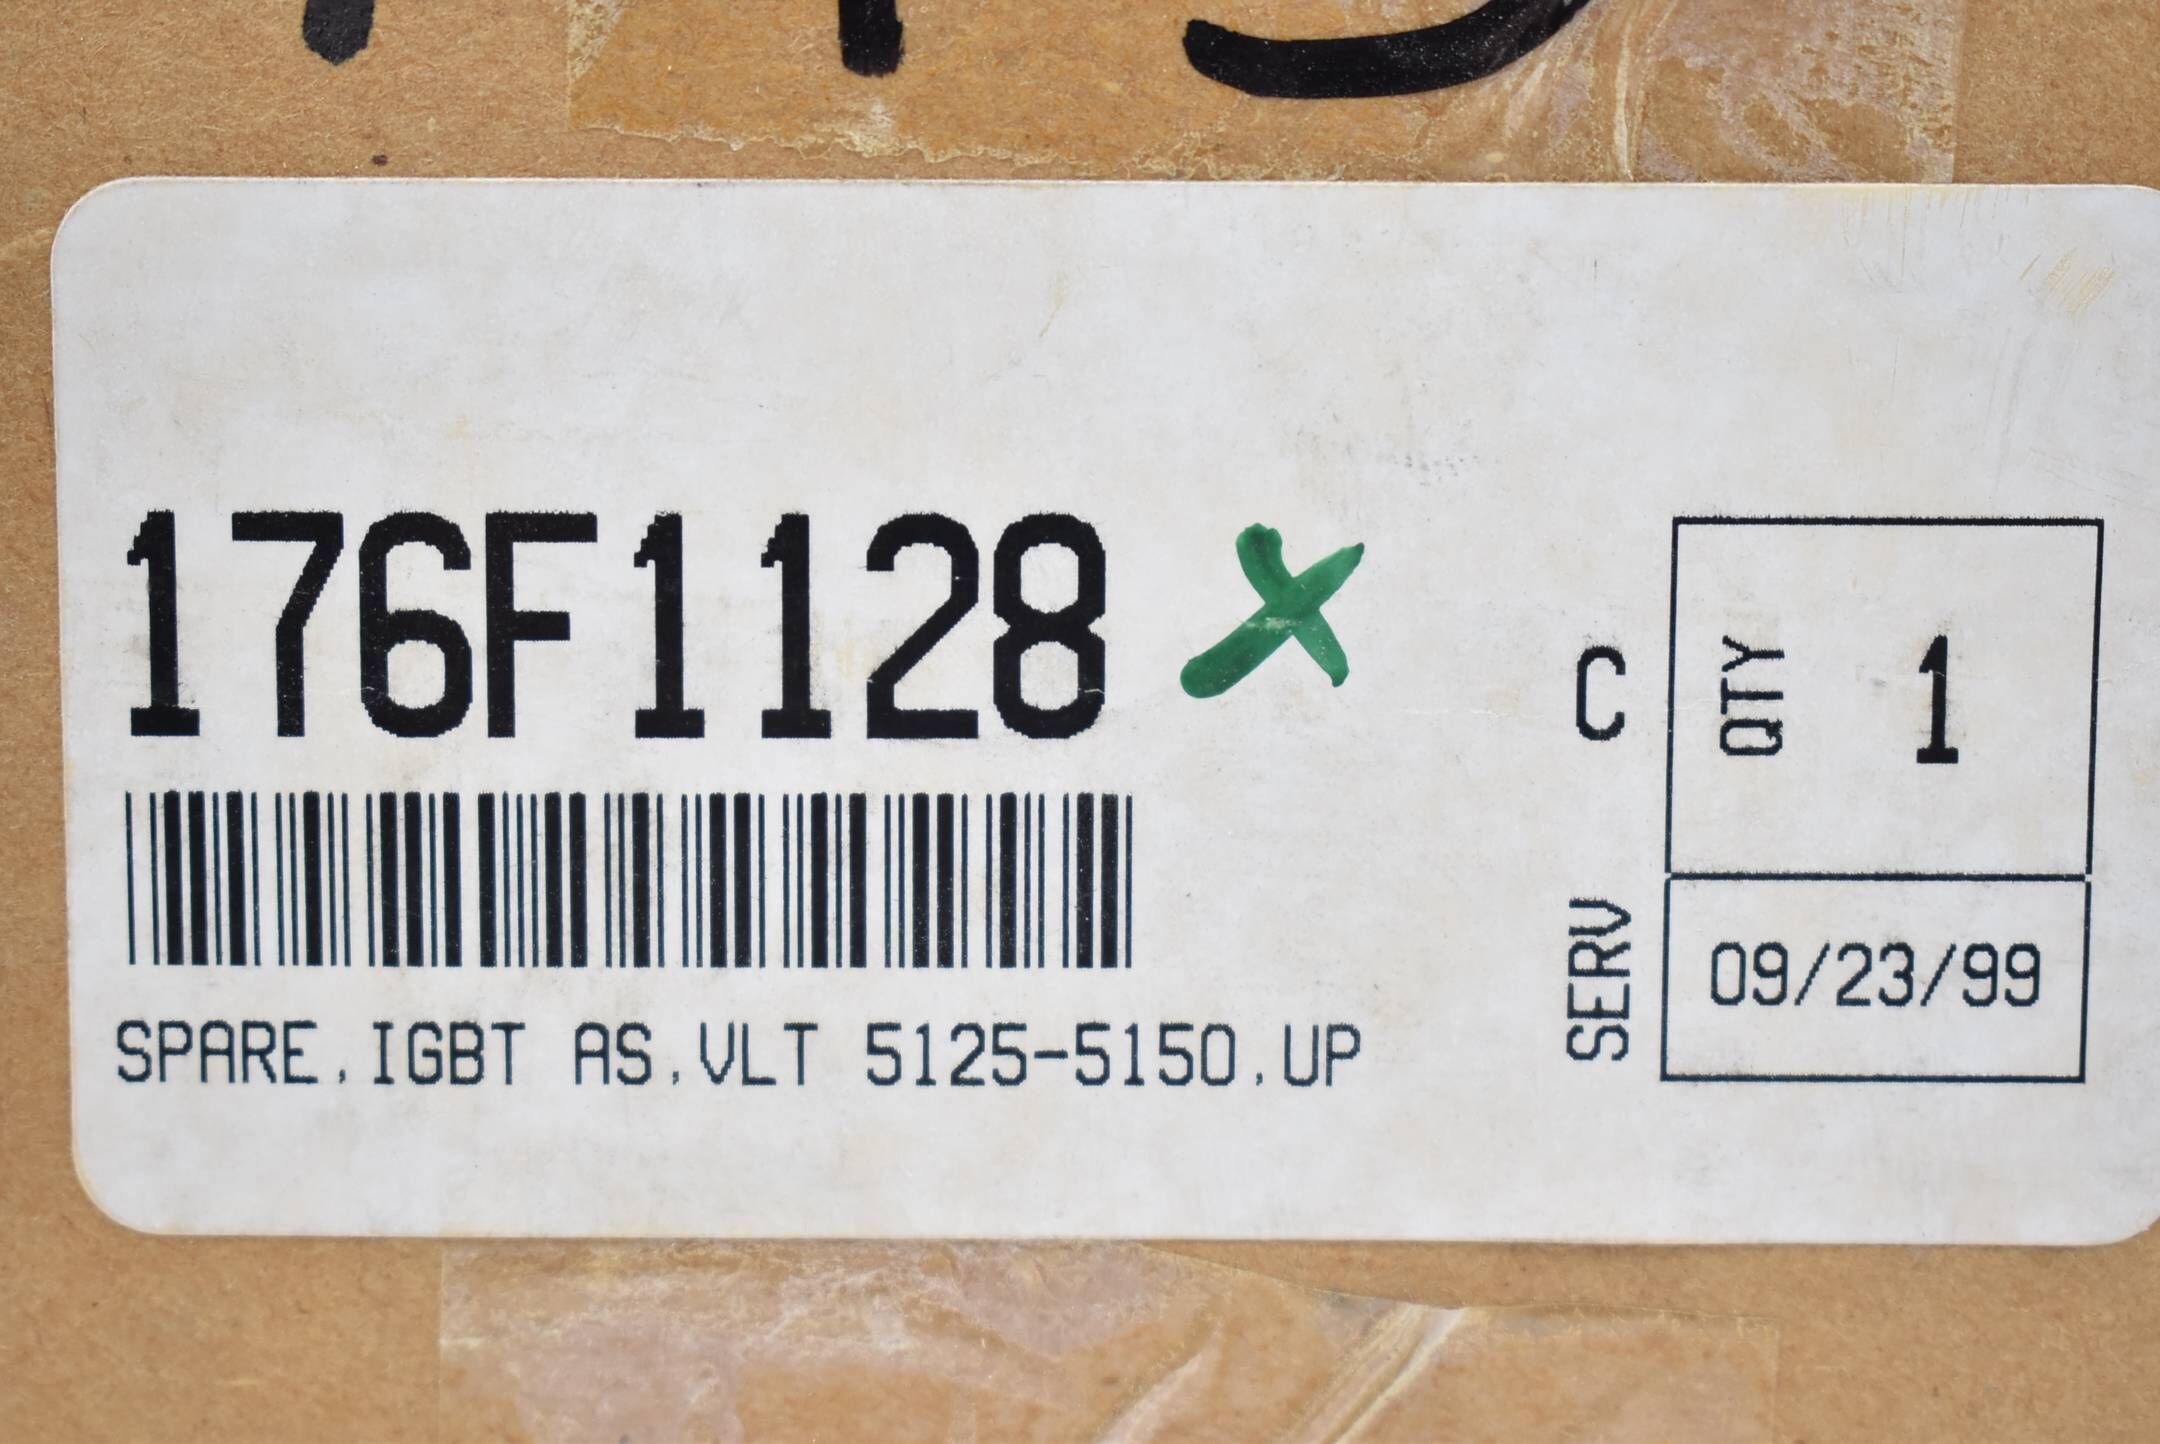 176F1128 X
C
QTY 1
SERV
09/23/99
SPARE,IGBT AS,VLT 5125-5150,UP